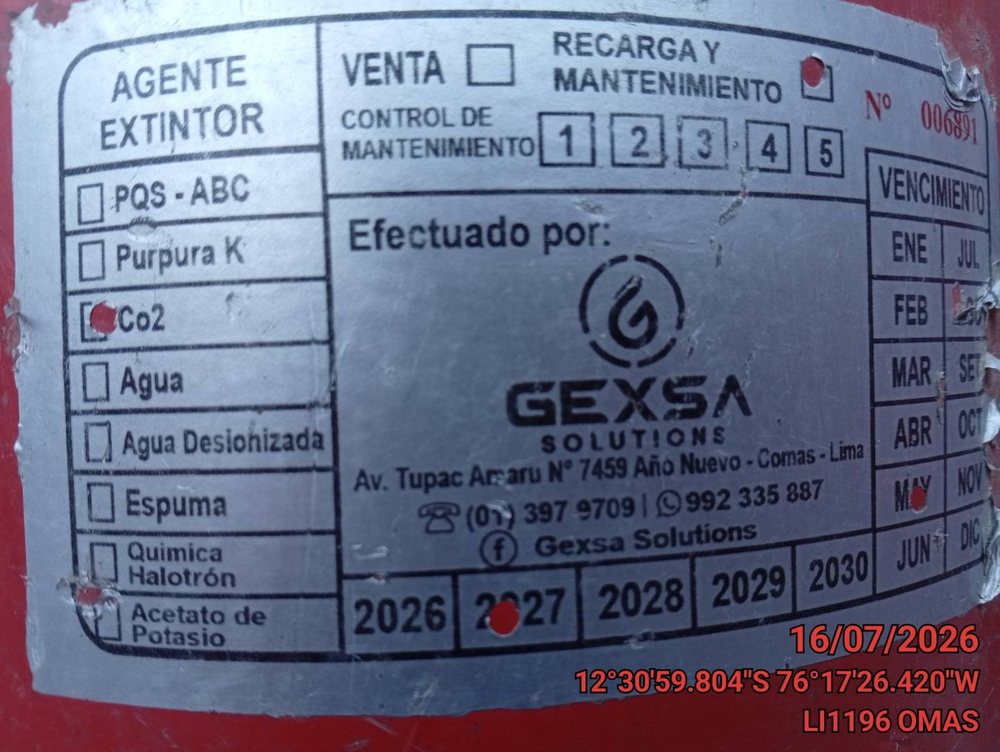 AGENTE
EXTINTOR
PQS - ABC
Purpura K
Co2
Agua
Agua Desionizada
Espuma
Quimica
Halotrón
Acetato de
Potasio
VENTA
RECARGA Y
MANTENIMIENTO
CONTROL DE
MANTENIMIENTO 1 2 3 4 5
Nº 006891
Efectuado por:
GEXSA
SOLUTIONS
Av. Tupac Amaru Nº 7459 Año Nuevo - Comas - Lima
(01) 397 9709 | 992 335 887
f Gexsa Solutions
2026 2027 2028 2029 2030
VENCIMIENTO
ENE JUL
FEB
MAR SET
ABR OCT
MAY NOV
JUN DIC
16/07/2026
12°30'59.804"S 76°17'26.420"W
LI1196 OMAS